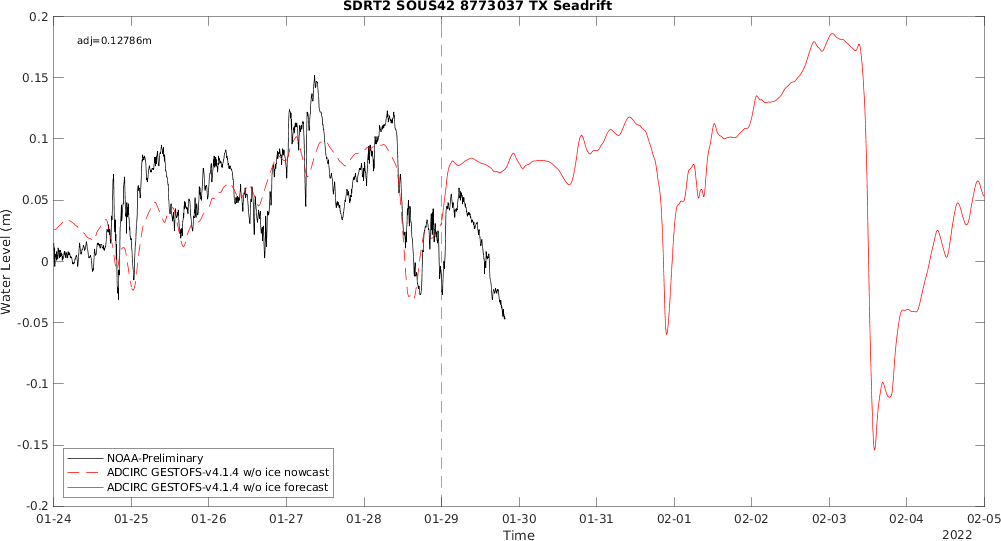 SDRT2 SOUS42 8773037 TX Seadrift
0.2
adj=0.12786m
0.15
0.1
0.05
0
-0.05
-0.1
-0.15
-0.2
Water Level (m)
NOAA-Preliminary
ADCIRC GESTOFS-v4.1.4 w/o ice nowcast
ADCIRC GESTOFS-v4.1.4 w/o ice forecast
01-24 01-25 01-26 01-27 01-28 01-29 01-30 01-31 02-01 02-02 02-03 02-04 02-05
Time
2022